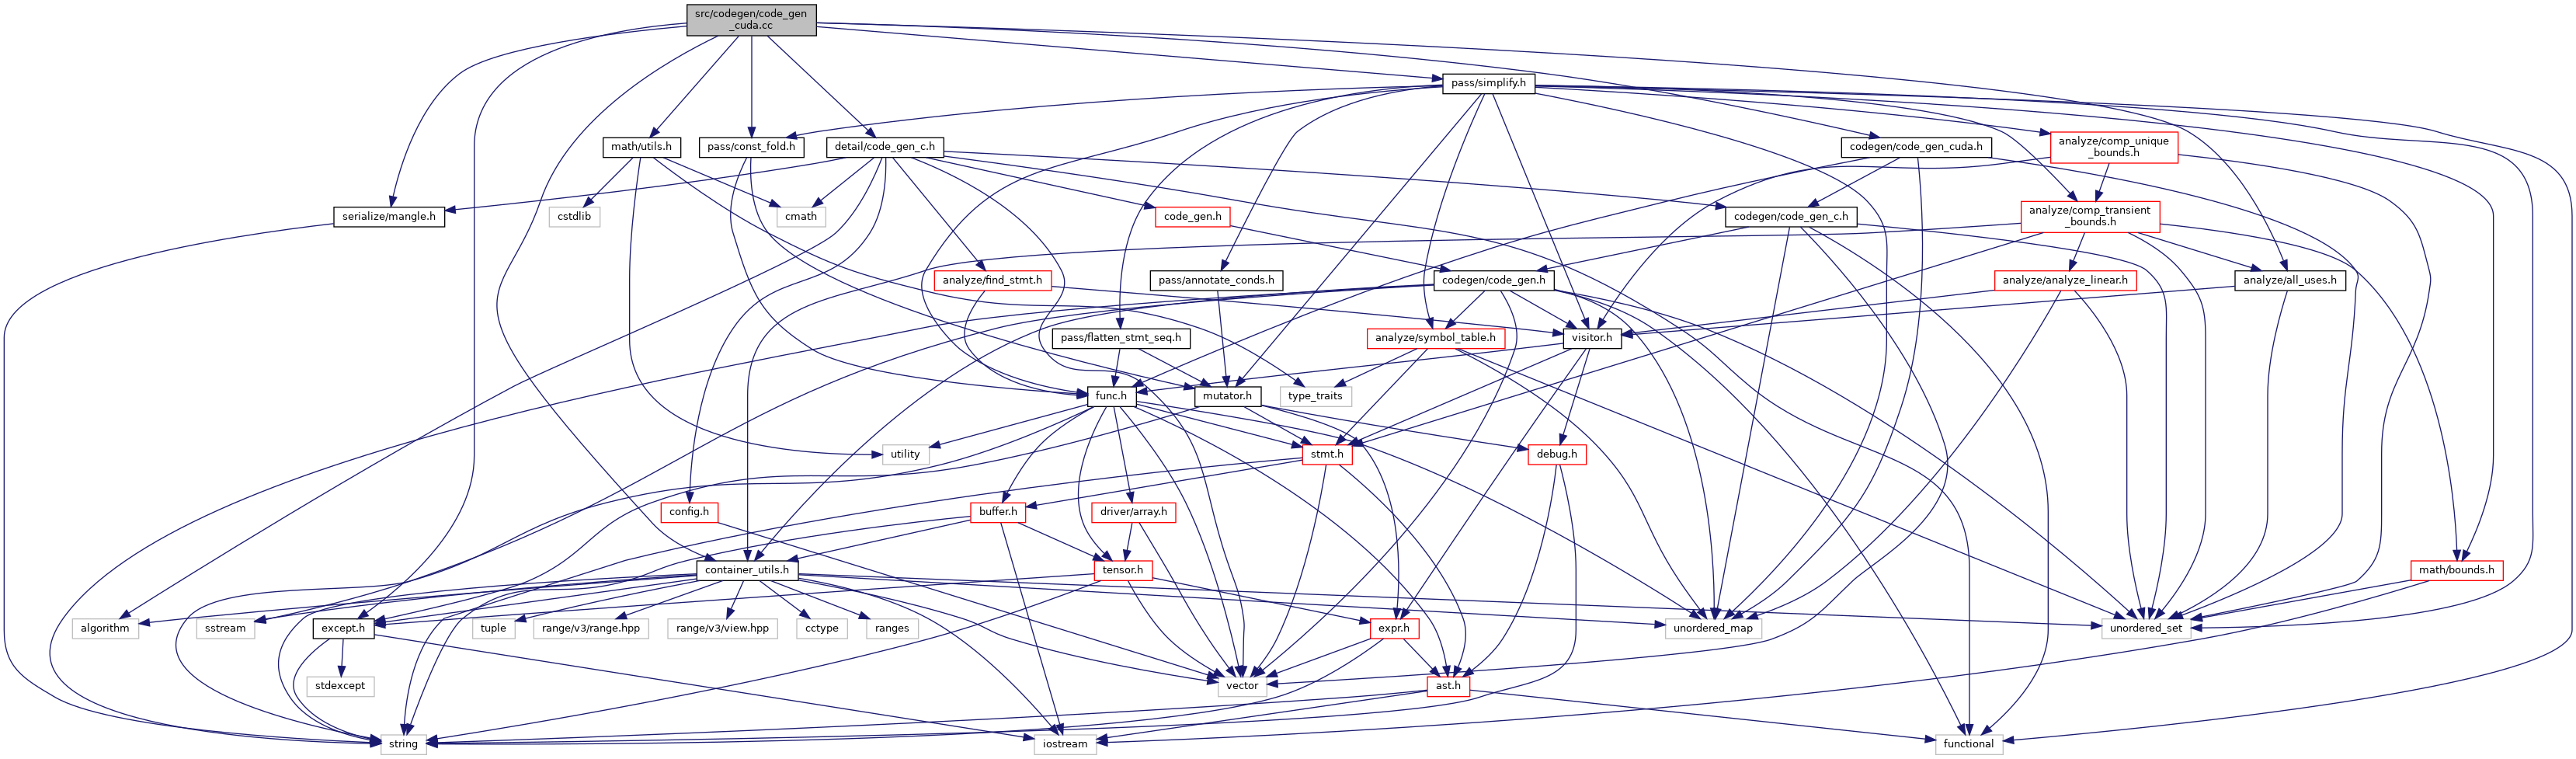 src/codegen/code_gen
_cuda.cc
pass/simplify.h
math/utils.h
pass/const_fold.h
detail/code_gen_c.h
codegen/code_gen_cuda.h
analyze/comp_unique
_bounds.h
serialize/mangle.h
cstdlib
cmath
code_gen.h
codegen/code_gen_c.h
analyze/comp_transient
_bounds.h
analyze/find_stmt.h
pass/annotate_conds.h
codegen/code_gen.h
analyze/analyze_linear.h
analyze/all_uses.h
pass/flatten_stmt_seq.h
analyze/symbol_table.h
visitor.h
func.h
mutator.h
type_traits
utility
stmt.h
debug.h
config.h
buffer.h
driver/array.h
container_utils.h
tensor.h
math/bounds.h
algorithm
sstream
except.h
tuple
range/v3/range.hpp
range/v3/view.hpp
cctype
ranges
expr.h
unordered_map
unordered_set
stdexcept
vector
ast.h
string
iostream
functional